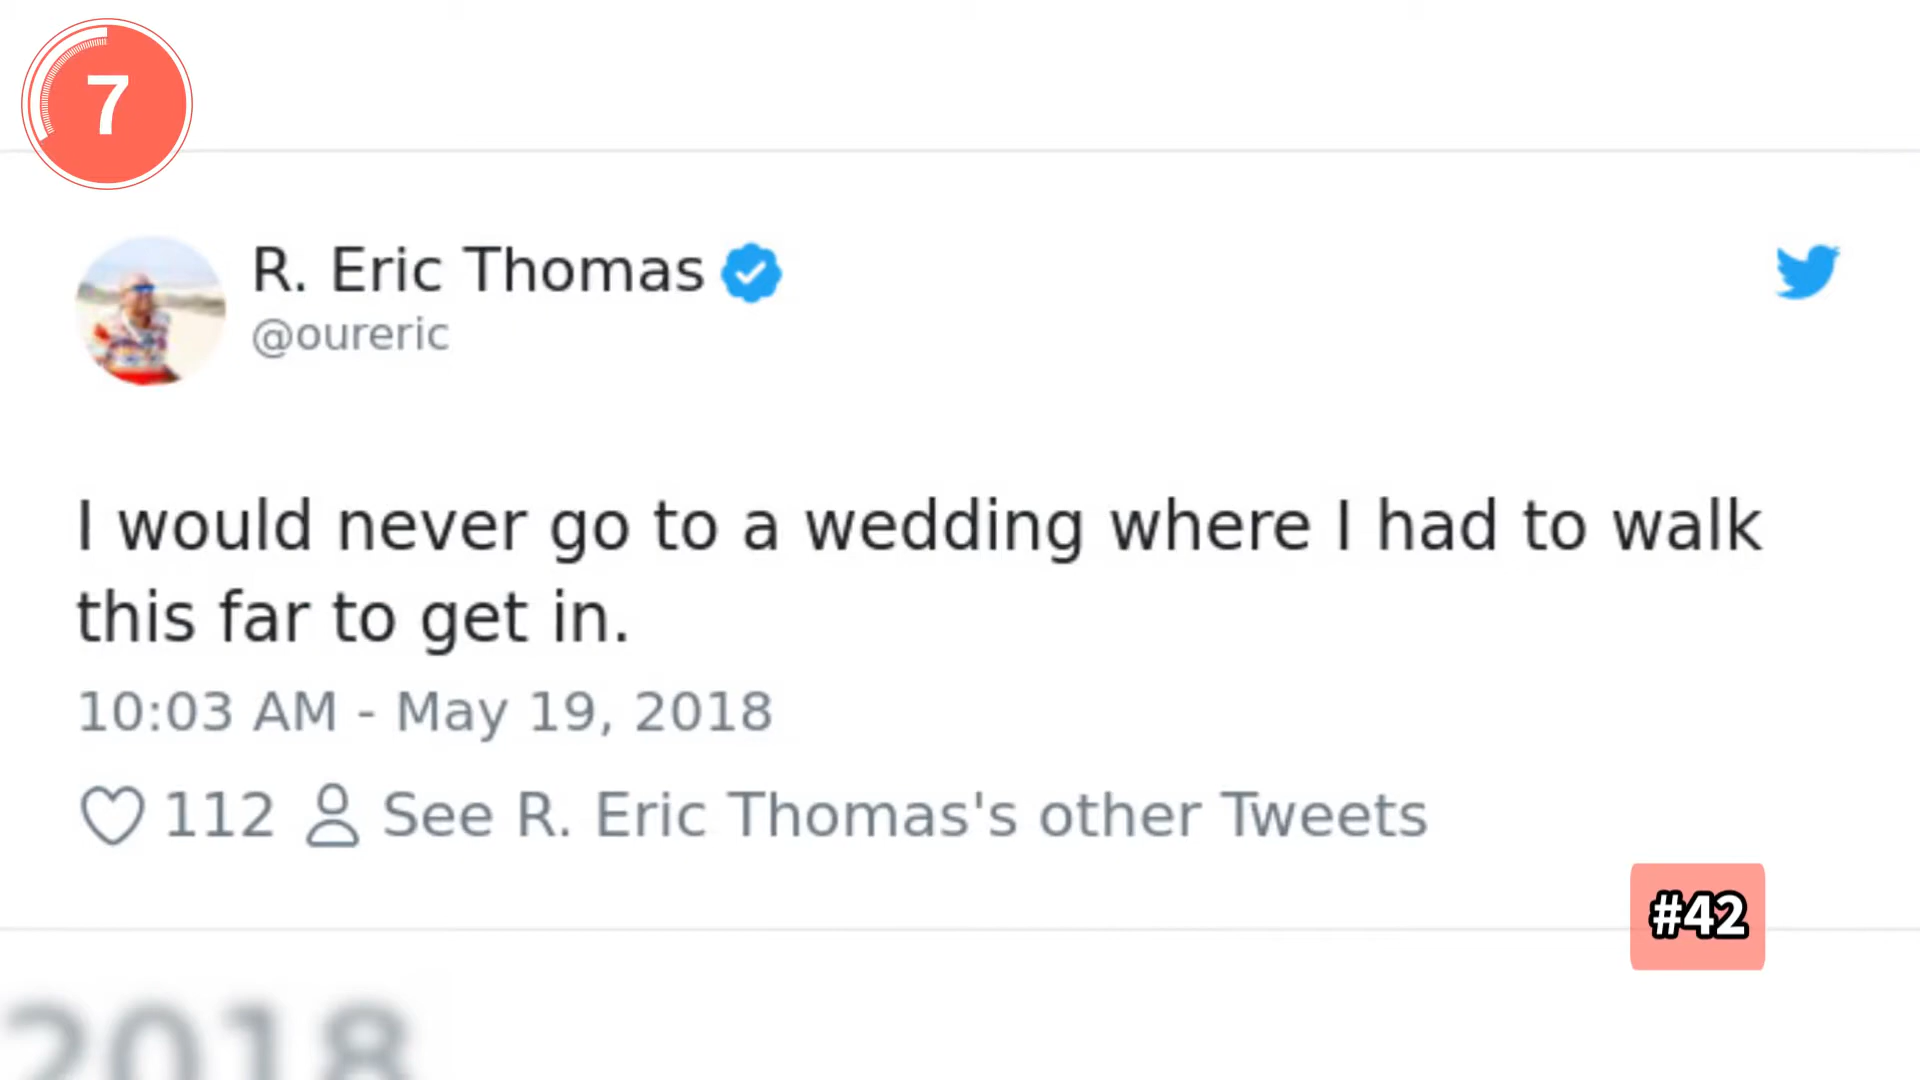 7
R. Eric Thomas
@oureric
I would never go to a wedding where I had to walk
this far to get in.
10:03 AM - May 19, 2018
112 See R. Eric Thomas's other Tweets
#42
2018